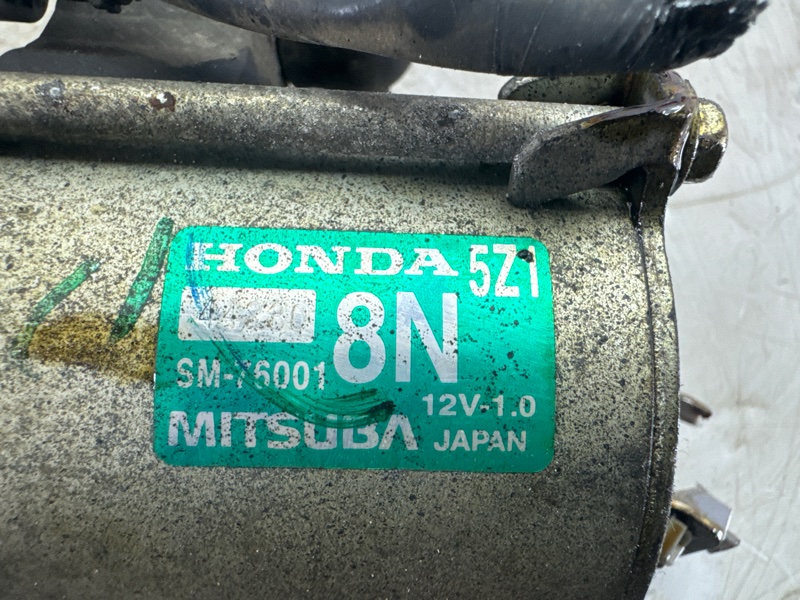 HONDA 5Z1
8N
SM-76001
12V-1.0
MITSUBA JAPAN